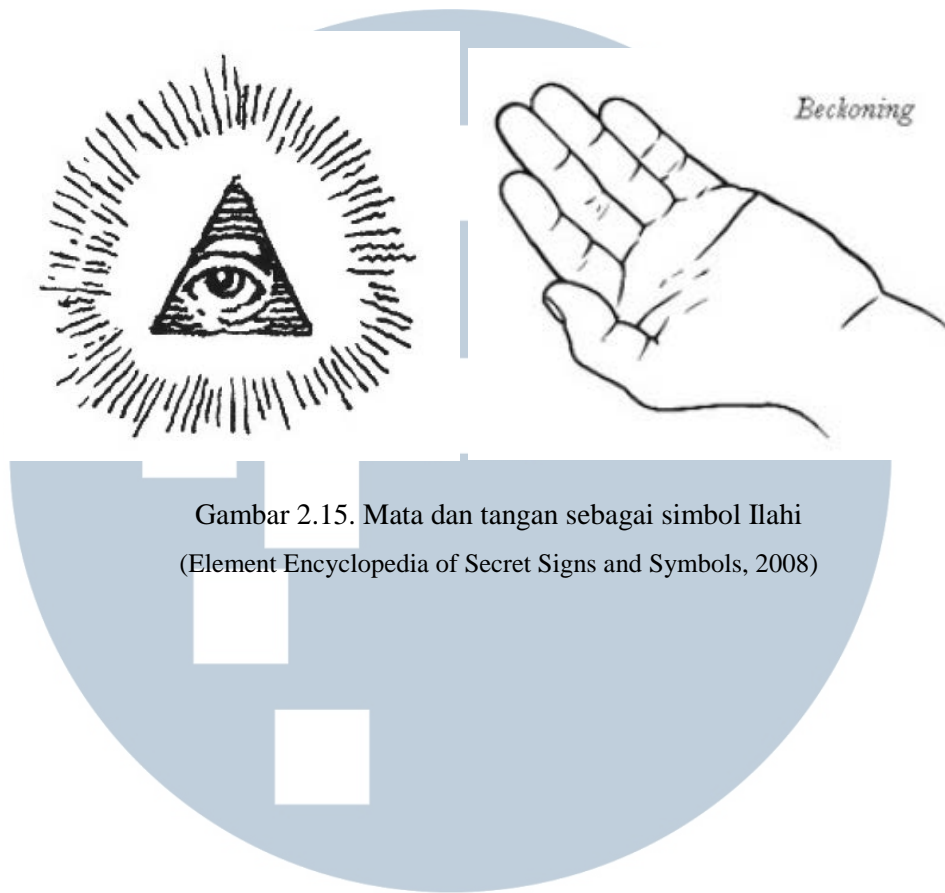 Beckoning
Gambar 2.15. Mata dan tangan sebagai simbol Ilahi
(Element Encyclopedia of Secret Signs and Symbols, 2008)